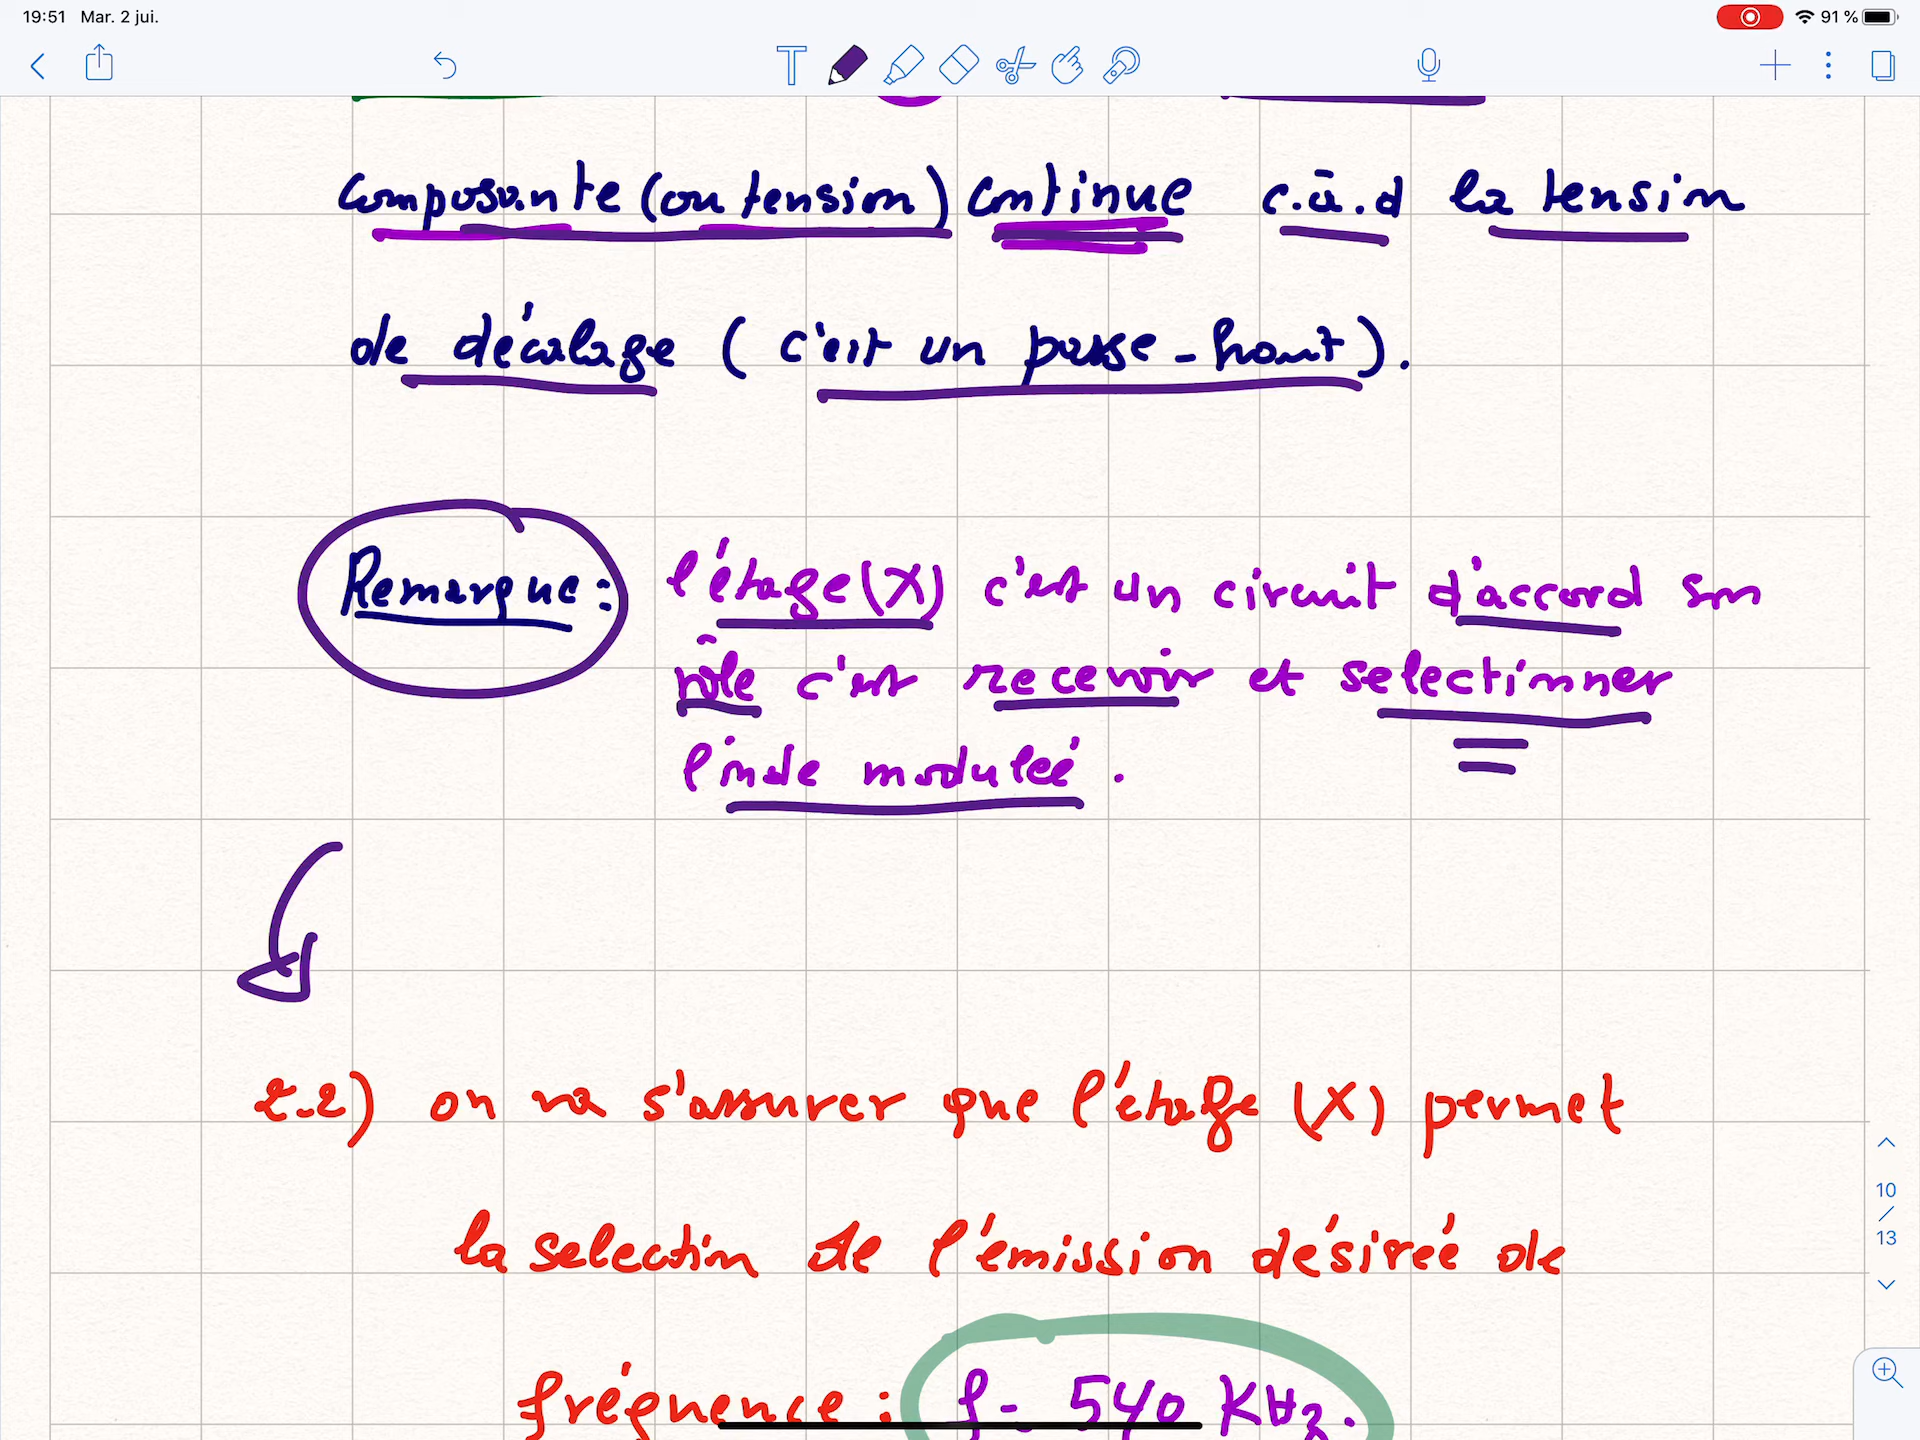 19:51 Mar. 2 jui. 91 %
composante (ou tension) continue c.à.d la tension
de décalage ( c'est un passe-haut ).
Remarque : l'étage (X) c'est un circuit d'accord son
rôle c'est recevoir et selectionner
l'onde moduleé .
2-2) on va s'assurer que l'étage (X) permet
la selection de l'émission désireé de
fréquence : f = 540 KHz.
10
/
13